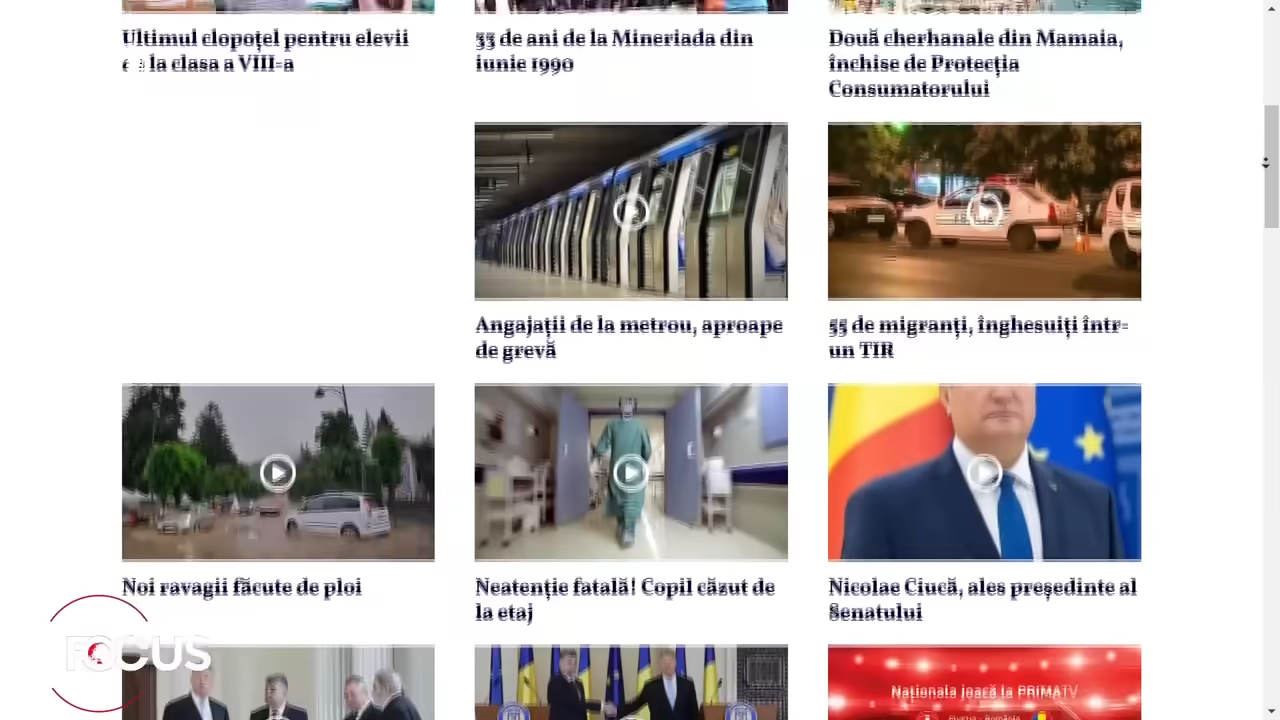 Ultimul clopoțel pentru elevii
la clasa a VIII-a
33 de ani de la Mineriada din
iunie 1990
Două cherhanale din Mamaia,
închise de Protecția
Consumatorului
Angajații de la metrou, aproape
de grevă
55 de migranți, înghesuiți într-
un TIR
Noi ravagii făcute de ploi
Neatenție fatală! Copil căzut de
la etaj
Nicolae Ciucă, ales președinte al
Senatului
FOCUS
Naționala joacă la PRIMATV
Elveția - România